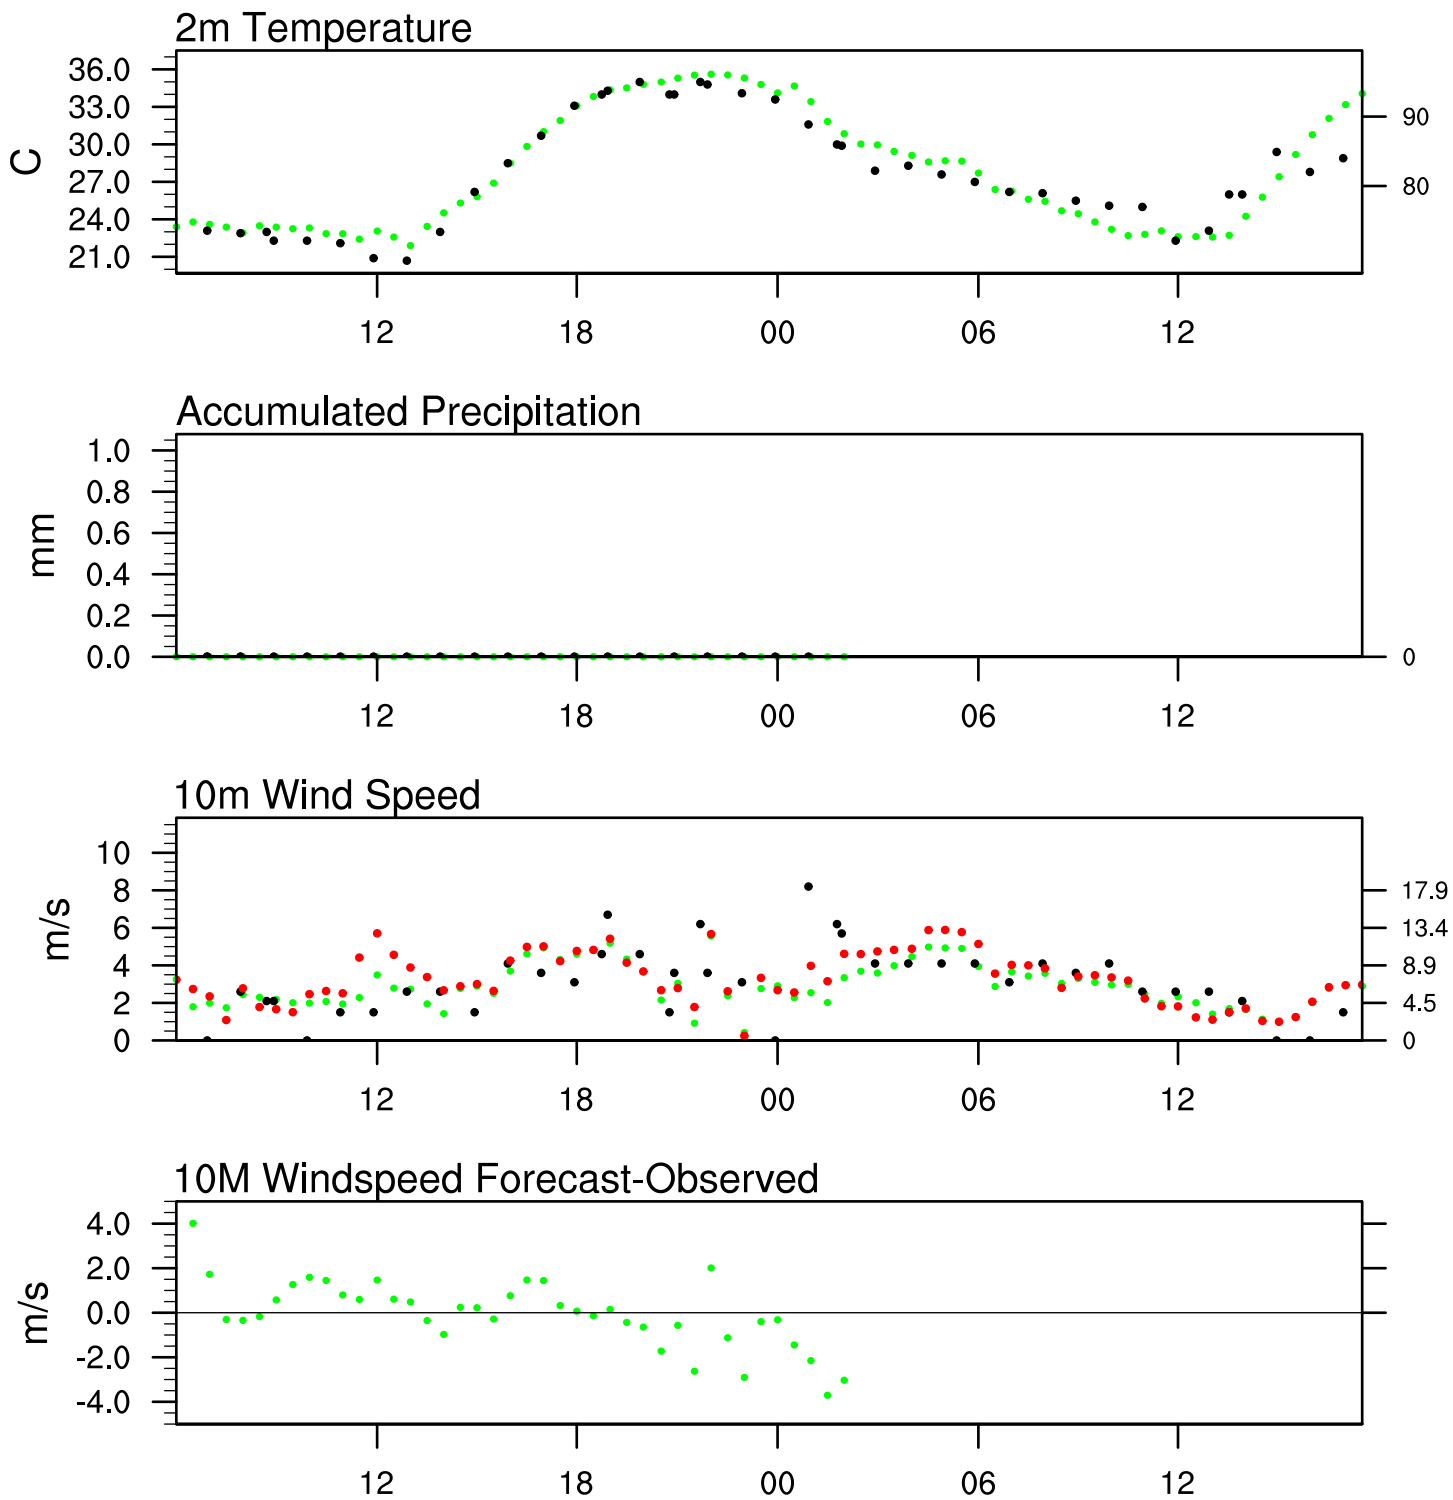 2m Temperature
36.0
33.0
30.0
27.0
24.0
21.0
C
90
80
12 18 00 06 12
Accumulated Precipitation
1.0
0.8
0.6
0.4
0.2
0.0
mm
0
12 18 00 06 12
10m Wind Speed
10
8
6
4
2
0
m/s
17.9
13.4
8.9
4.5
0
12 18 00 06 12
10M Windspeed Forecast-Observed
4.0
2.0
0.0
-2.0
-4.0
m/s
12 18 00 06 12